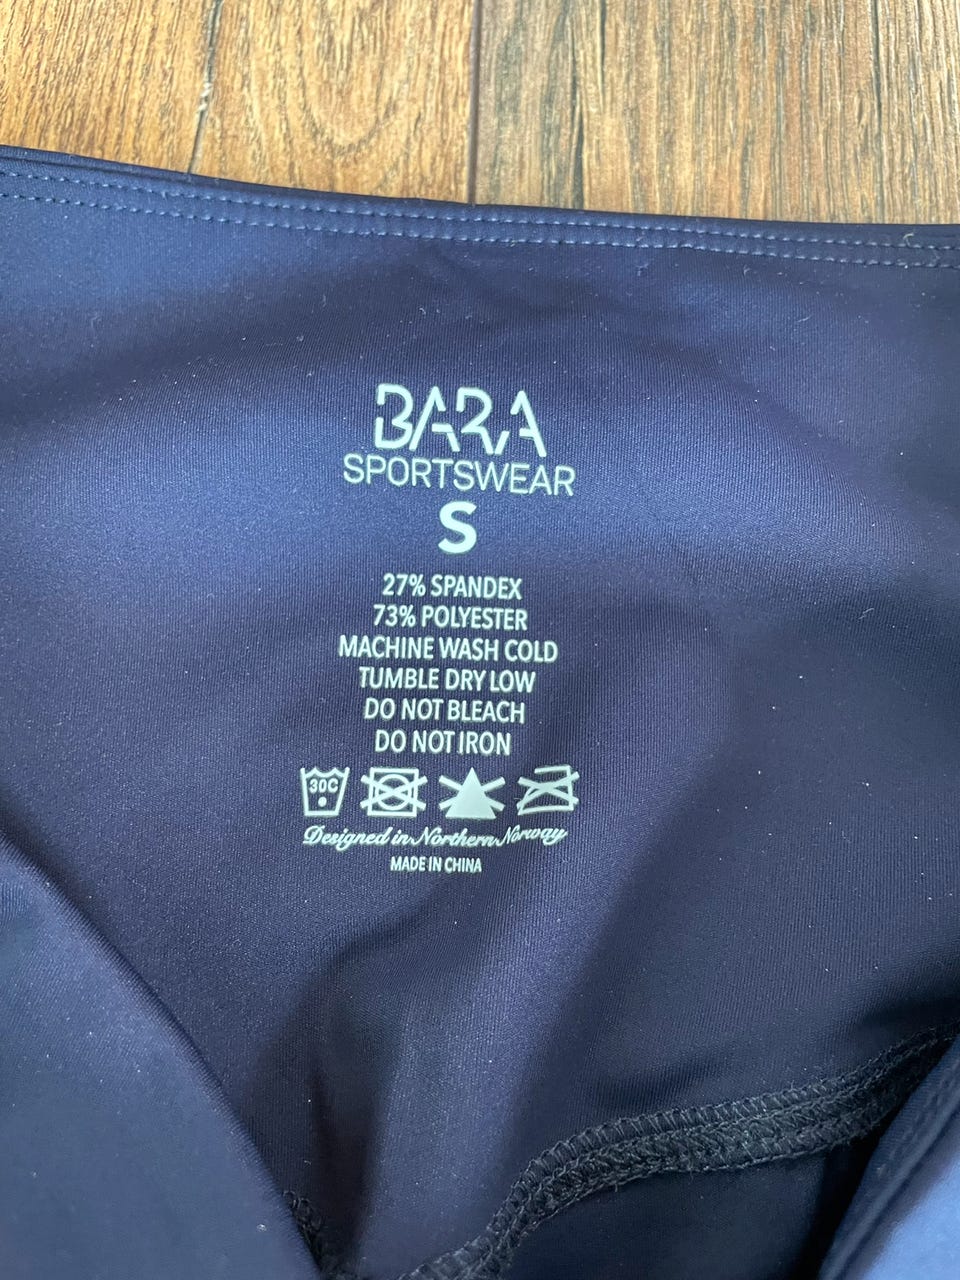 BARA
SPORTSWEAR
S
27% SPANDEX
73% POLYESTER
MACHINE WASH COLD
TUMBLE DRY LOW
DO NOT BLEACH
DO NOT IRON
30C
Designed in Northern Norway
MADE IN CHINA